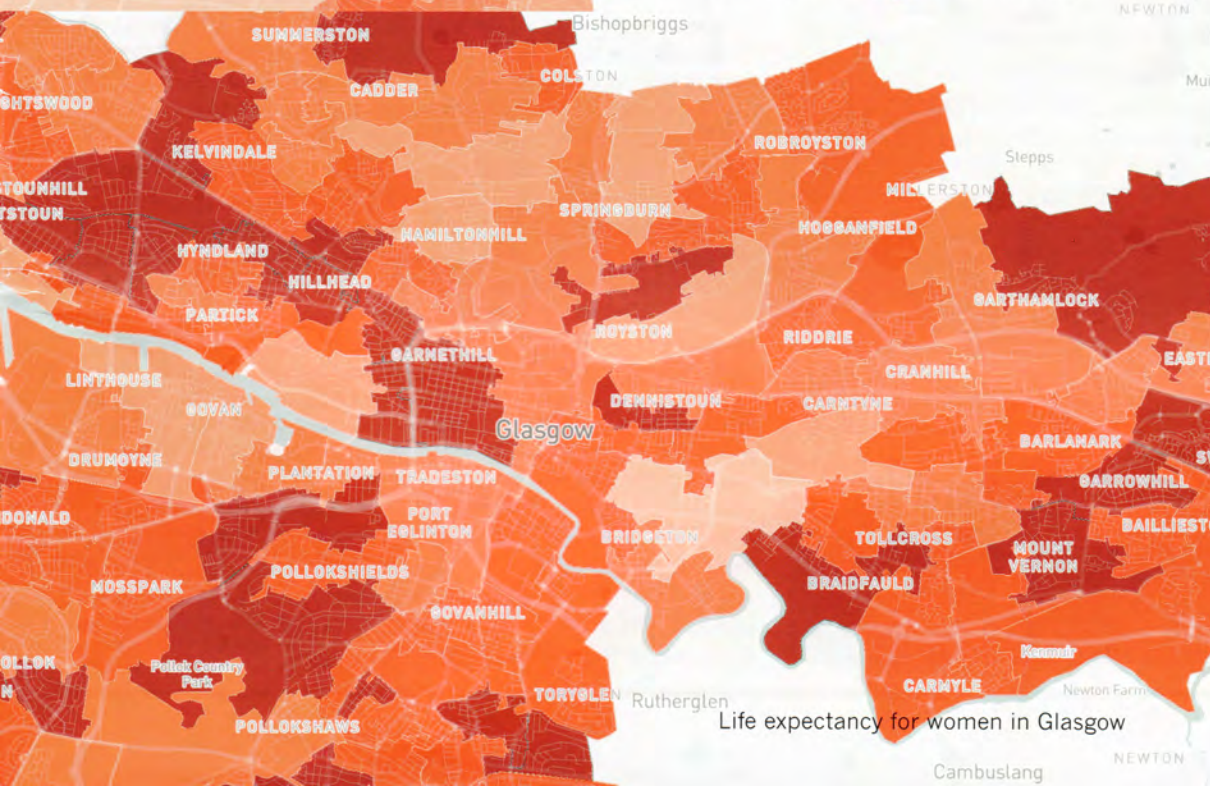 NEWTON
Bishopbriggs
SUMMERSTON
COLSTON
CADDER
GHTSWOOD
ROBROYSTON
KELVINDALE
Stepps
STOUNHILL
MILLERSTON
TSTOUN
SPRINGBURN
HOGGANFIELD
HAMILTONHILL
HYNDLAND
HILLHEAD
GARTHAMLOCK
PARTICK
ROYSTON
RIDDRIE
GARNETHILL
EAST
CRANHILL
LINTHOUSE
DENNISTOUN
CARNTYNE
GOVAN
Glasgow
BARLANARK
DRUMOYNE
PLANTATION
TRADESTON
GARROWHILL
DONALD
PORT
EGLINTON
BRIDGETON
TOLLCROSS
BAILLIEST
MOUNT
VERNON
POLLOKSHIELDS
MOSSPARK
BRAIDFAULD
GOVANHILL
Kenmuir
OLLOK
Pollok Country
Park
N
CARMYLE
Newton Farm
TORYGLEN
Rutherglen
Life expectancy for women in Glasgow
POLLOKSHAWS
NEWTON
Cambuslang